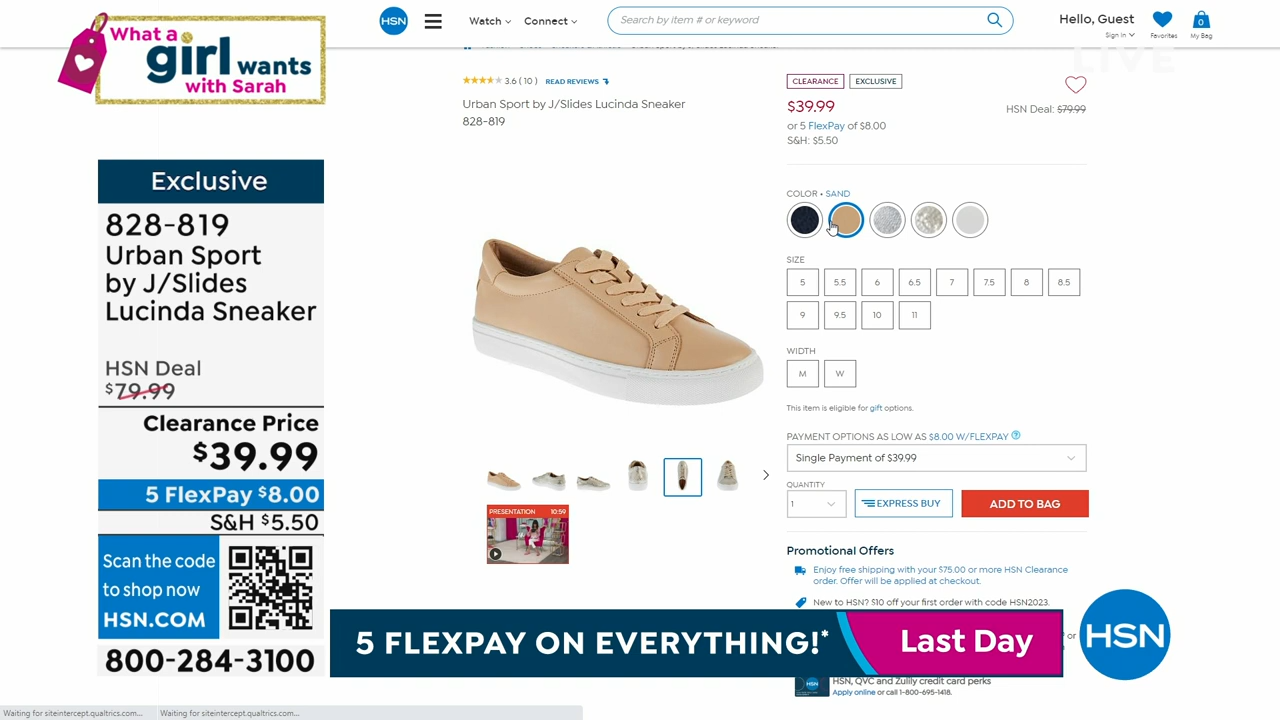 What a
girl wants
with Sarah
HSN
Watch
Connect
Search by item # or keyword
Hello, Guest
Sign In
Favorites
0
My Bag
LIVE
3.6 ( 10 )
READ REVIEWS
Urban Sport by J/Slides Lucinda Sneaker
828-819
CLEARANCE
EXCLUSIVE
$39.99
HSN Deal: $79.99
or 5 FlexPay of $8.00
S&H: $5.50
COLOR • SAND
SIZE
5
5.5
6
6.5
7
7.5
8
8.5
9
9.5
10
11
WIDTH
M
W
This item is eligible for gift options.
PAYMENT OPTIONS AS LOW AS $8.00 W/FLEXPAY
Single Payment of $39.99
QUANTITY
1
EXPRESS BUY
ADD TO BAG
Promotional Offers
Enjoy free shipping with your $75.00 or more HSN Clearance
order. Offer will be applied at checkout.
New to HSN? $10 off your first order with code HSN2023.
or
HSN, QVC and Zulily credit card perks
Apply online or call 1-800-695-1418.
PRESENTATION 10:59
Exclusive
828-819
Urban Sport
by J/Slides
Lucinda Sneaker
HSN Deal
$79.99
Clearance Price
$39.99
5 FlexPay $8.00
S&H $5.50
Scan the code
to shop now
HSN.COM
800-284-3100
5 FLEXPAY ON EVERYTHING!*
Last Day
HSN
HSN
Waiting for siteintercept.qualtrics.com...
Waiting for siteintercept.qualtrics.com...